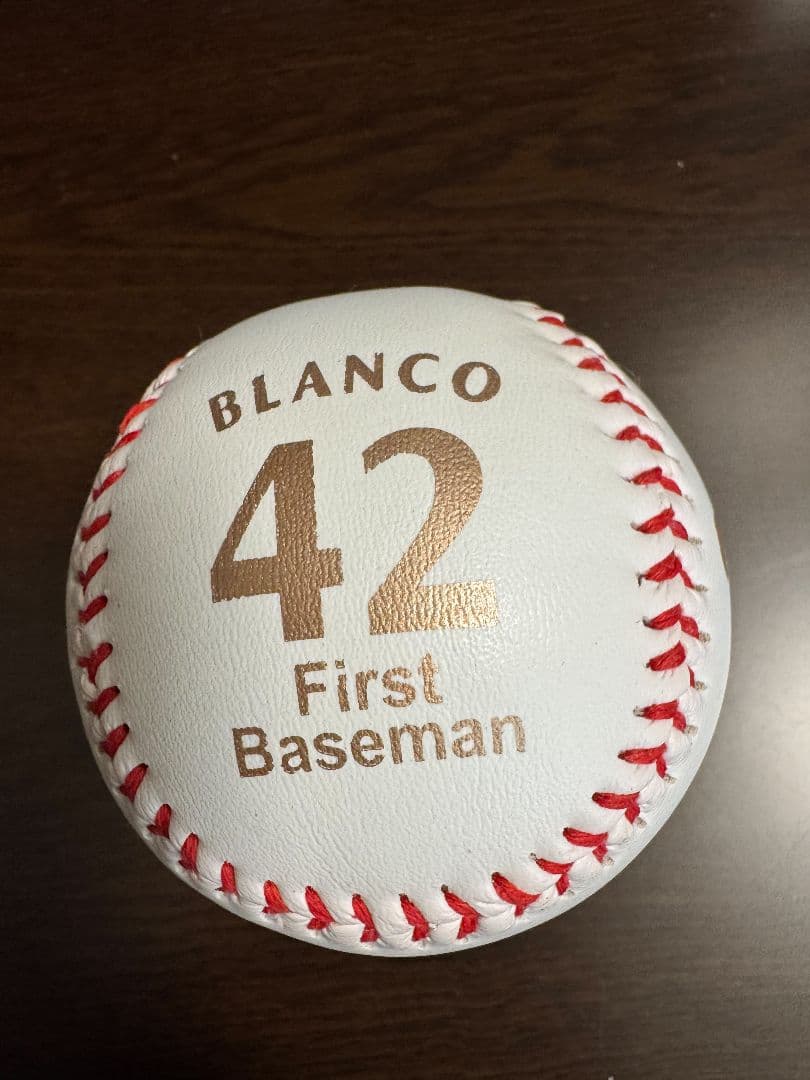 BLANCO
42
First
Baseman